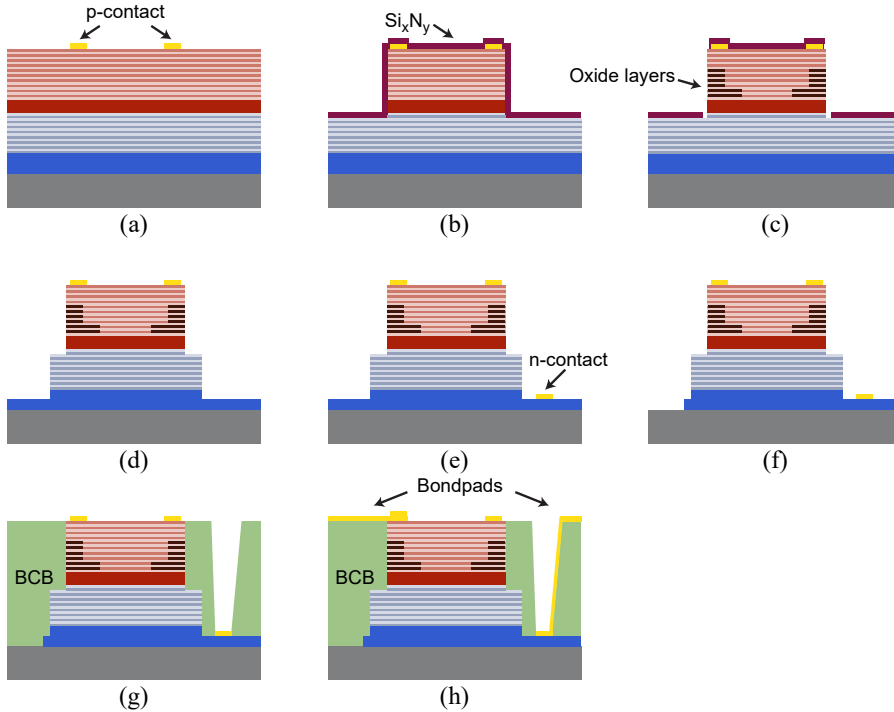 p-contact
SixNy
Oxide layers
(a)
(b)
(c)
n-contact
(d)
(e)
(f)
Bondpads
BCB
BCB
(g)
(h)